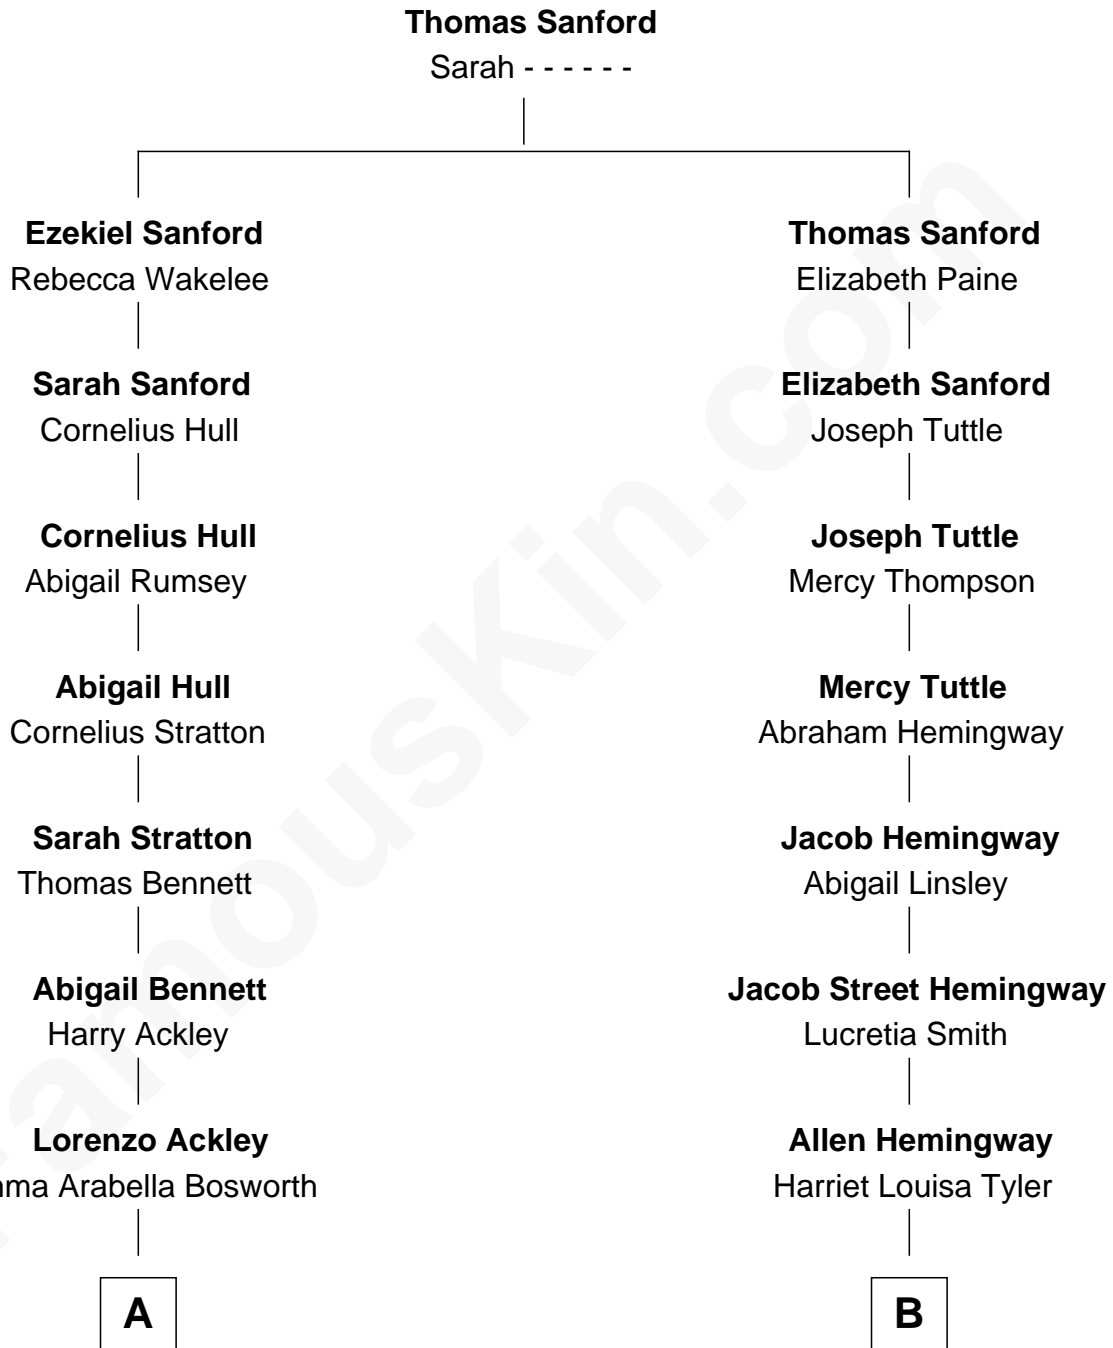 Thomas Sanford
Sarah - - - - - -
Ezekiel Sanford
Rebecca Wakelee
Thomas Sanford
Elizabeth Paine
Sarah Sanford
Cornelius Hull
Elizabeth Sanford
Joseph Tuttle
Cornelius Hull
Abigail Rumsey
Joseph Tuttle
Mercy Thompson
Abigail Hull
Cornelius Stratton
Mercy Tuttle
Abraham Hemingway
Sarah Stratton
Thomas Bennett
Jacob Hemingway
Abigail Linsley
Abigail Bennett
Harry Ackley
Jacob Street Hemingway
Lucretia Smith
Lorenzo Ackley
Arabella Bosworth
Allen Hemingway
Harriet Louisa Tyler
A
B
FamousKin.com